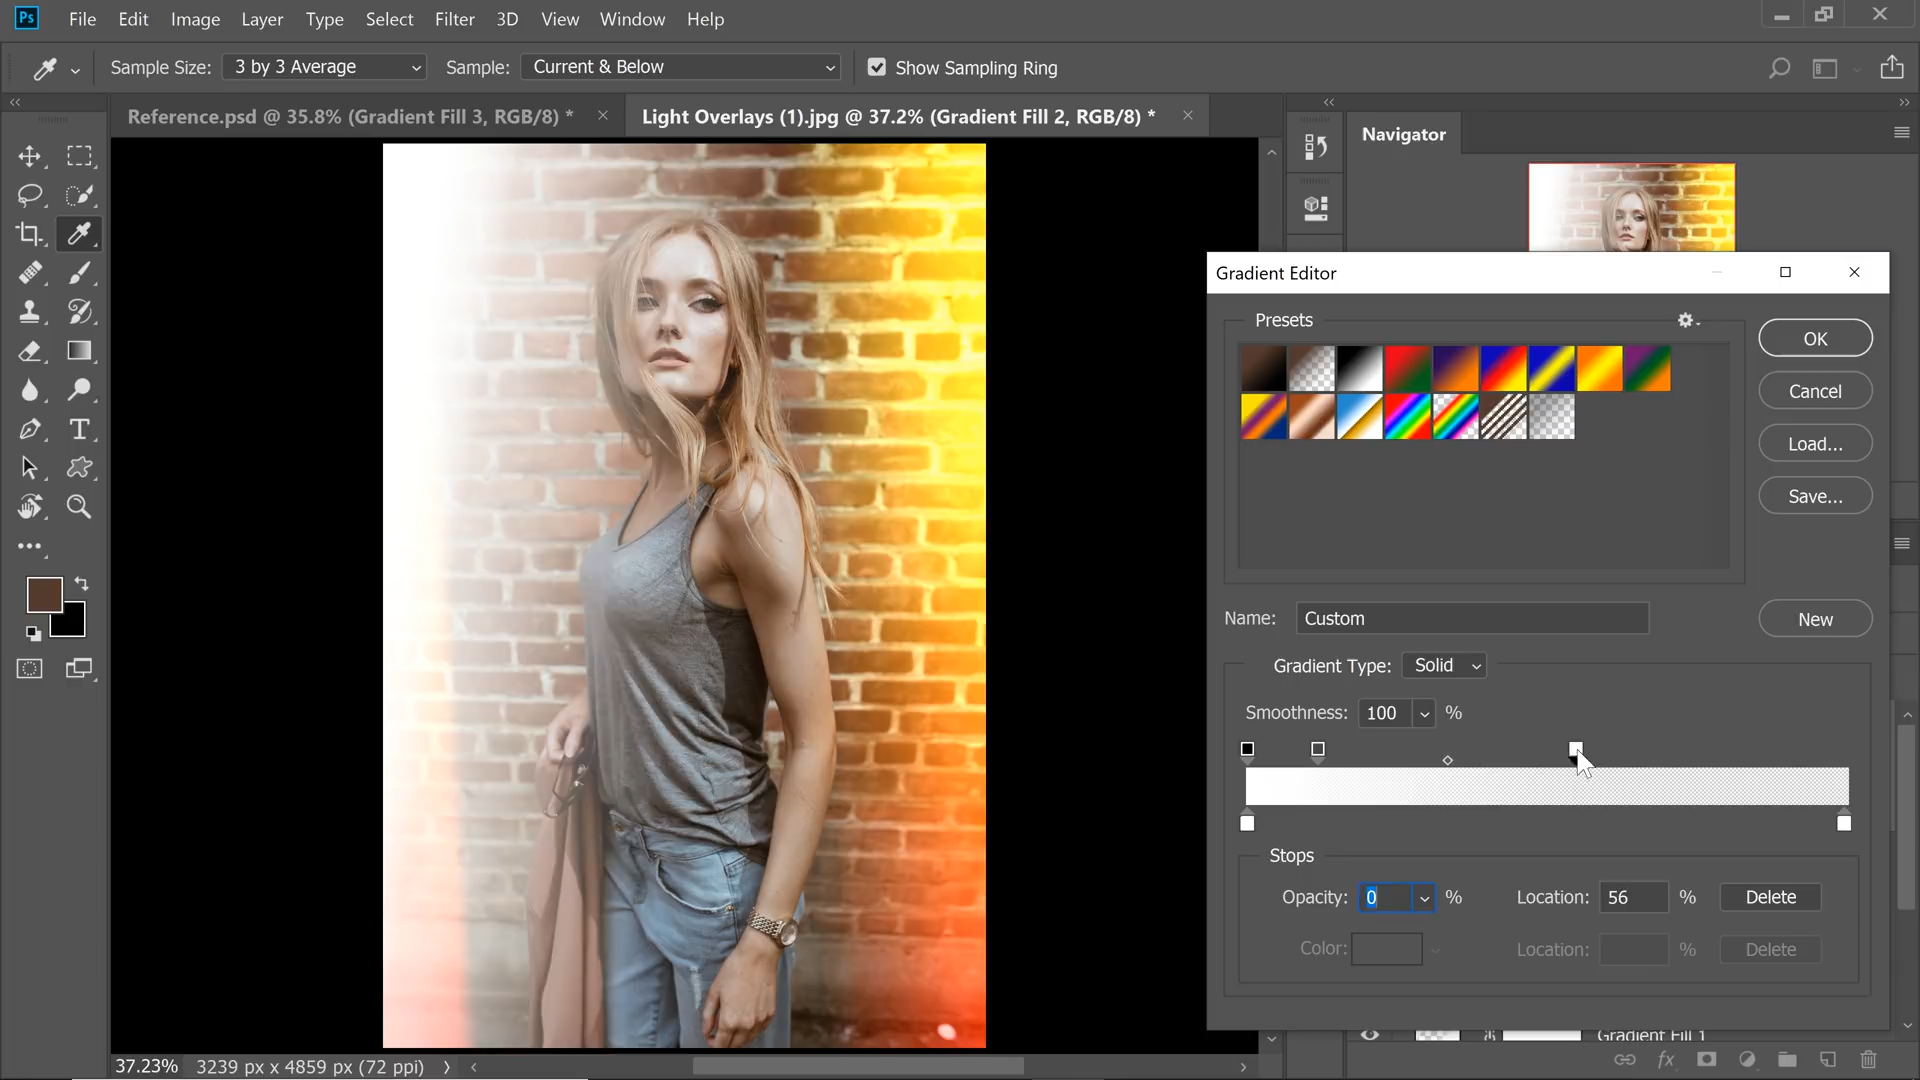 Ps File Edit Image Layer Type Select Filter 3D View Window Help
Sample Size: 3 by 3 Average Sample: Current & Below Show Sampling Ring
Reference.psd @ 35.8% (Gradient Fill 3, RGB/8) * Light Overlays (1).jpg @ 37.2% (Gradient Fill 2, RGB/8) *
Navigator
Gradient Editor
Presets
OK
Cancel
Load...
Save...
Name: Custom New
Gradient Type: Solid
Smoothness: 100 %
Stops
Opacity: 0 % Location: 56 % Delete
Color: Location: % Delete
Gradient Fill 1
fx
37.23% 3239 px x 4859 px (72 ppi)